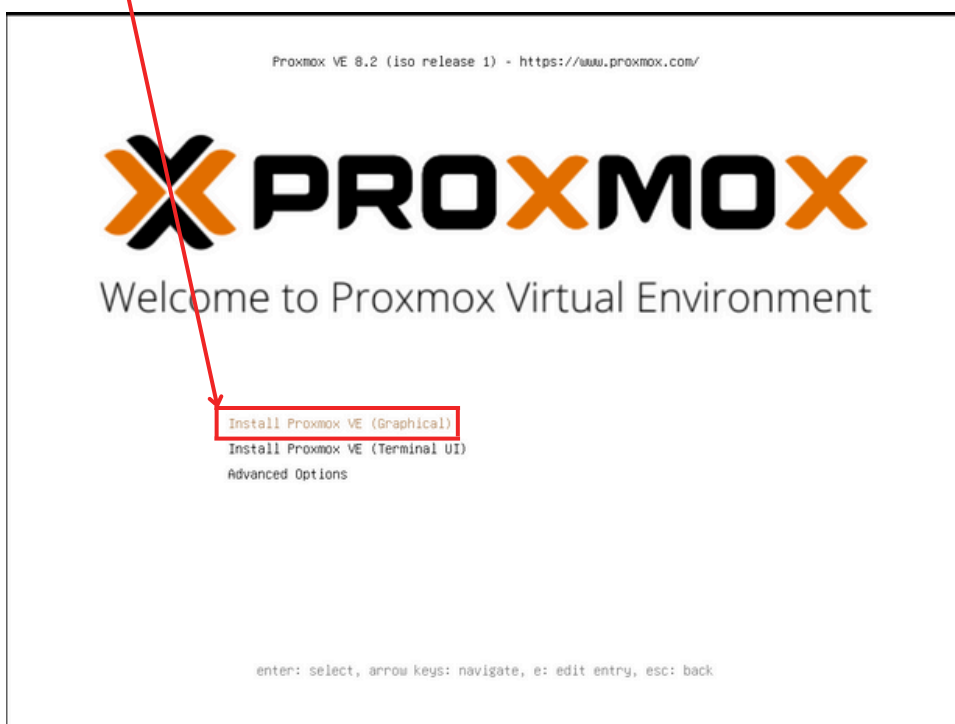 Proxmox VE 8.2 (iso release 1) - https://www.proxmox.com/
PROXMOX
Welcome to Proxmox Virtual Environment
Install Proxmox VE (Graphical)
Install Proxmox VE (Terminal UI)
Advanced Options
enter: select, arrow keys: navigate, e: edit entry, esc: back